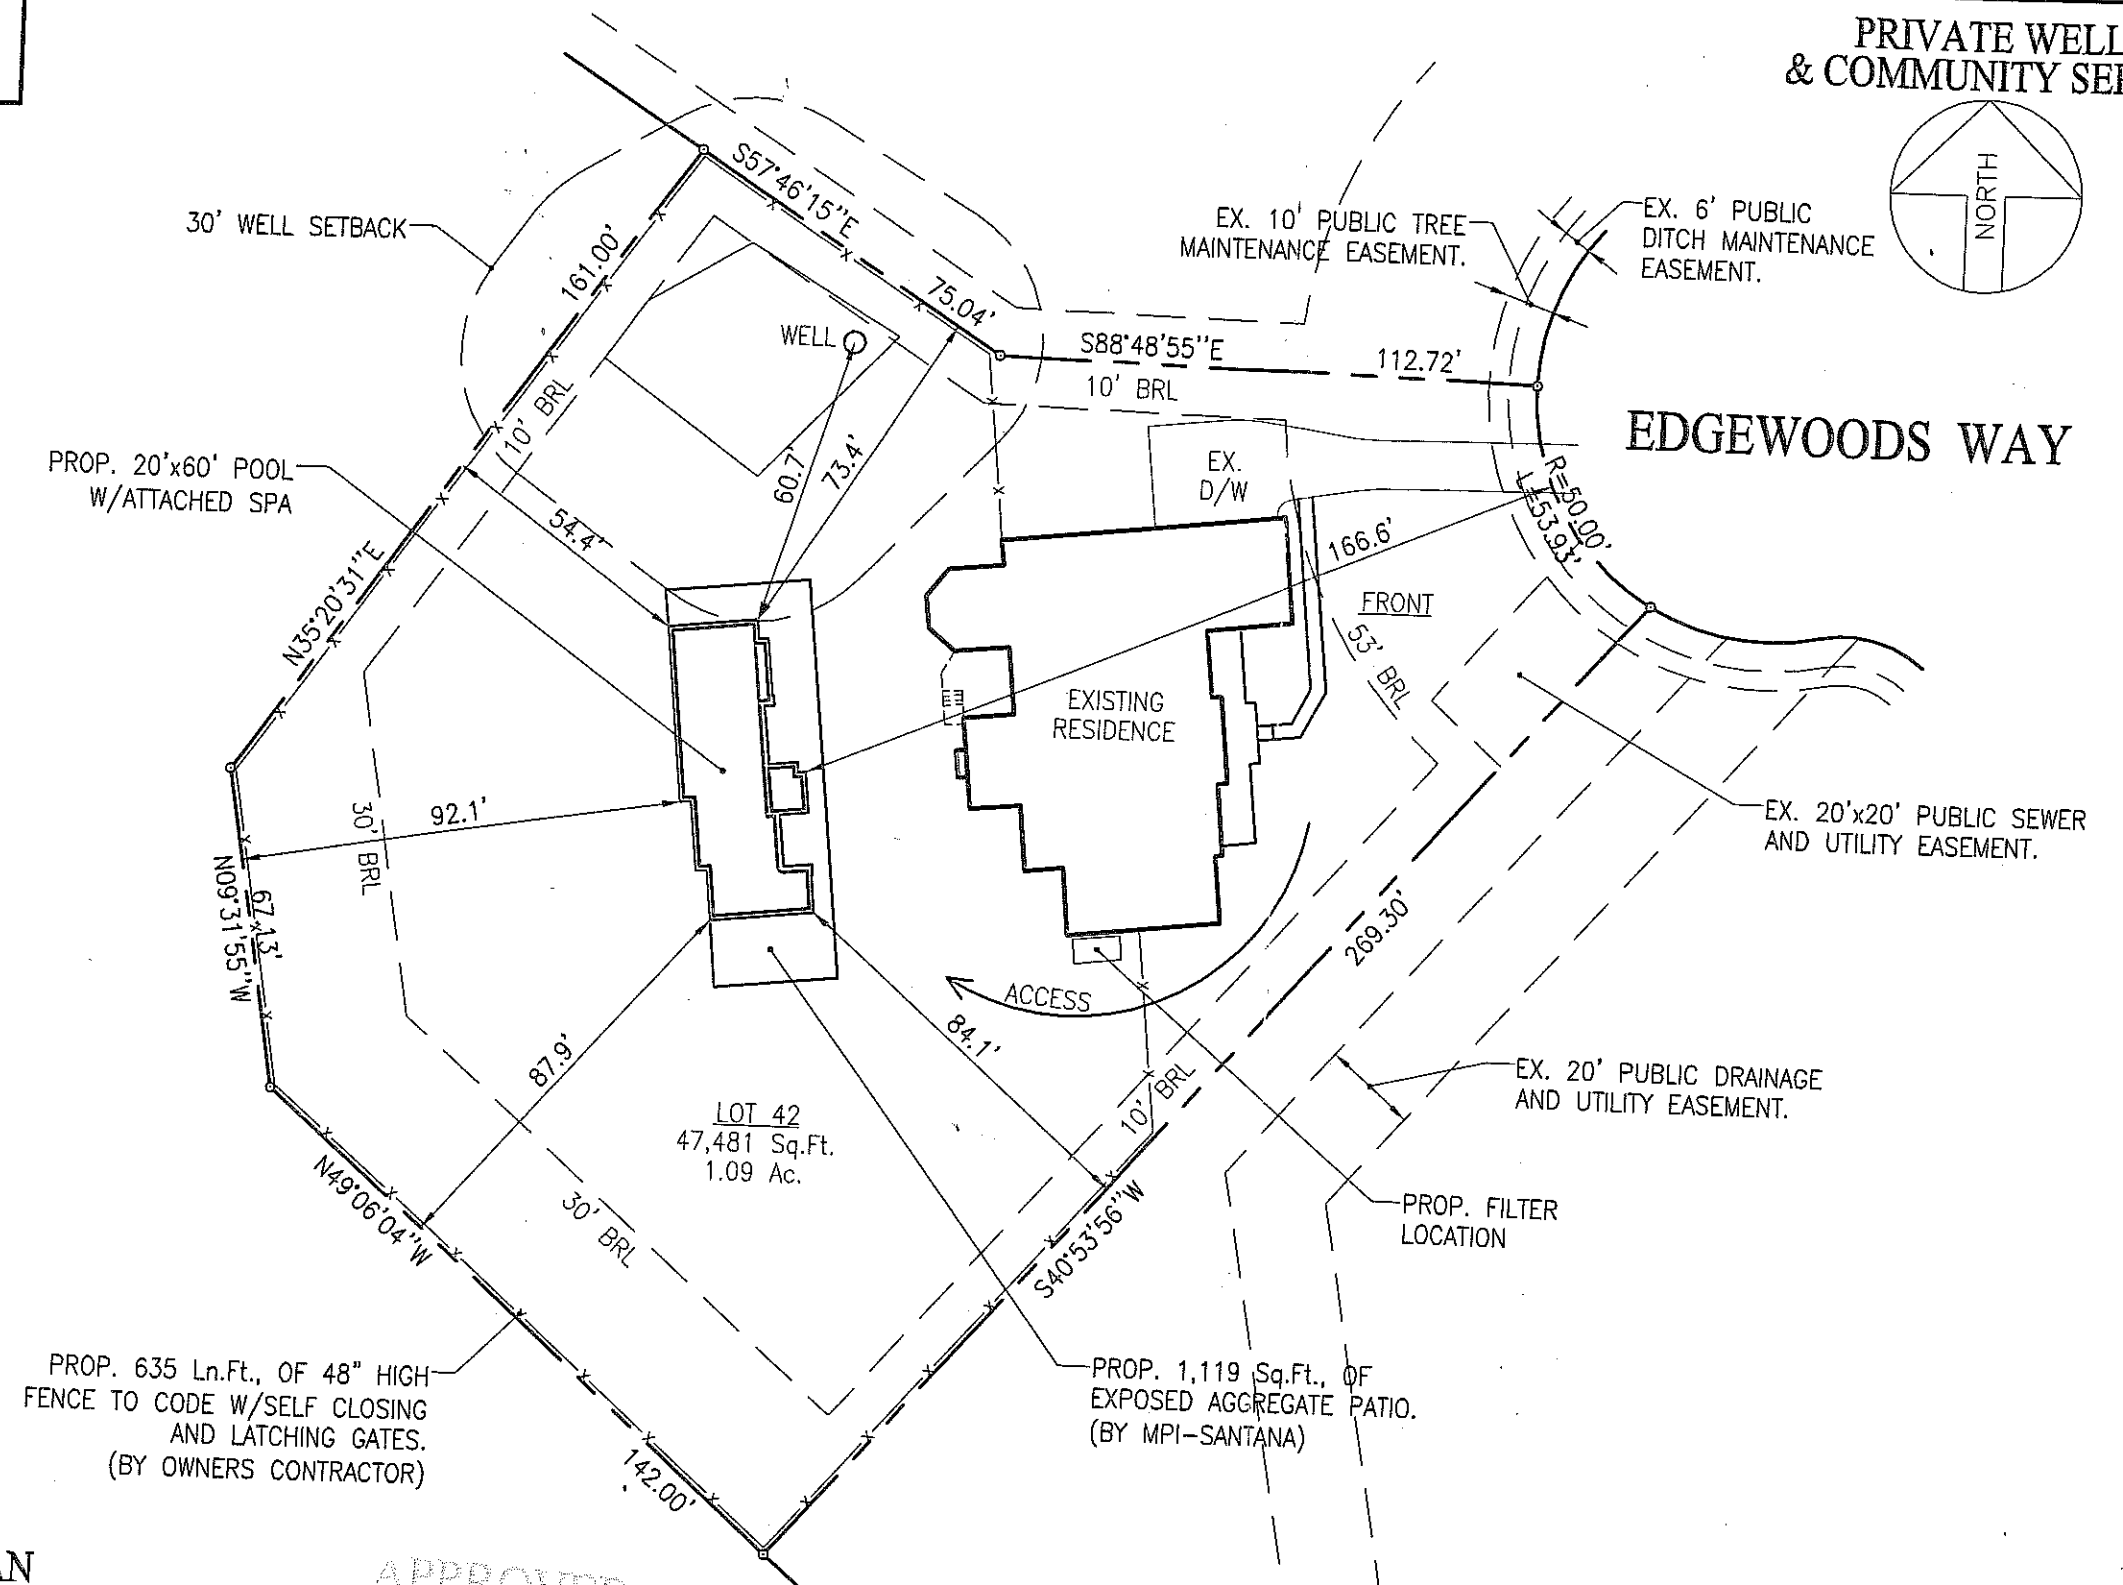 PRIVATE WELL
& COMMUNITY
NORTH
S57°46'15"E
75.04'
30' WELL SETBACK
161.00'
WELL
EX. 10' PUBLIC TREE
MAINTENANCE EASEMENT.
EX. 6' PUBLIC
DITCH MAINTENANCE
EASEMENT.
S88°48'55"E
112.72'
10' BRL
10' BRL
EDGEWOODS WAY
PROP. 20'x60' POOL
W/ATTACHED SPA
60.7'
73.4'
54.4'
EX.
D/W
R=50.00'
L=53.93'
166.6'
FRONT
53' BRL
N35°20'31"E
EXISTING
RESIDENCE
92.1'
30' BRL
67.13'
N09°31'55"W
EX. 20'x20' PUBLIC SEWER
AND UTILITY EASEMENT.
269.30'
ACCESS
84.1'
87.9'
10' BRL
EX. 20' PUBLIC DRAINAGE
AND UTILITY EASEMENT.
LOT 42
47,481 Sq.Ft.
1.09 Ac.
N49°06'04"W
30' BRL
S40°53'56"W
PROP. FILTER
LOCATION
PROP. 635 Ln.Ft., OF 48" HIGH
FENCE TO CODE W/SELF CLOSING
AND LATCHING GATES.
(BY OWNERS CONTRACTOR)
PROP. 1,119 Sq.Ft., OF
EXPOSED AGGREGATE PATIO.
(BY MPI-SANTANA)
142.00'
APPROVED